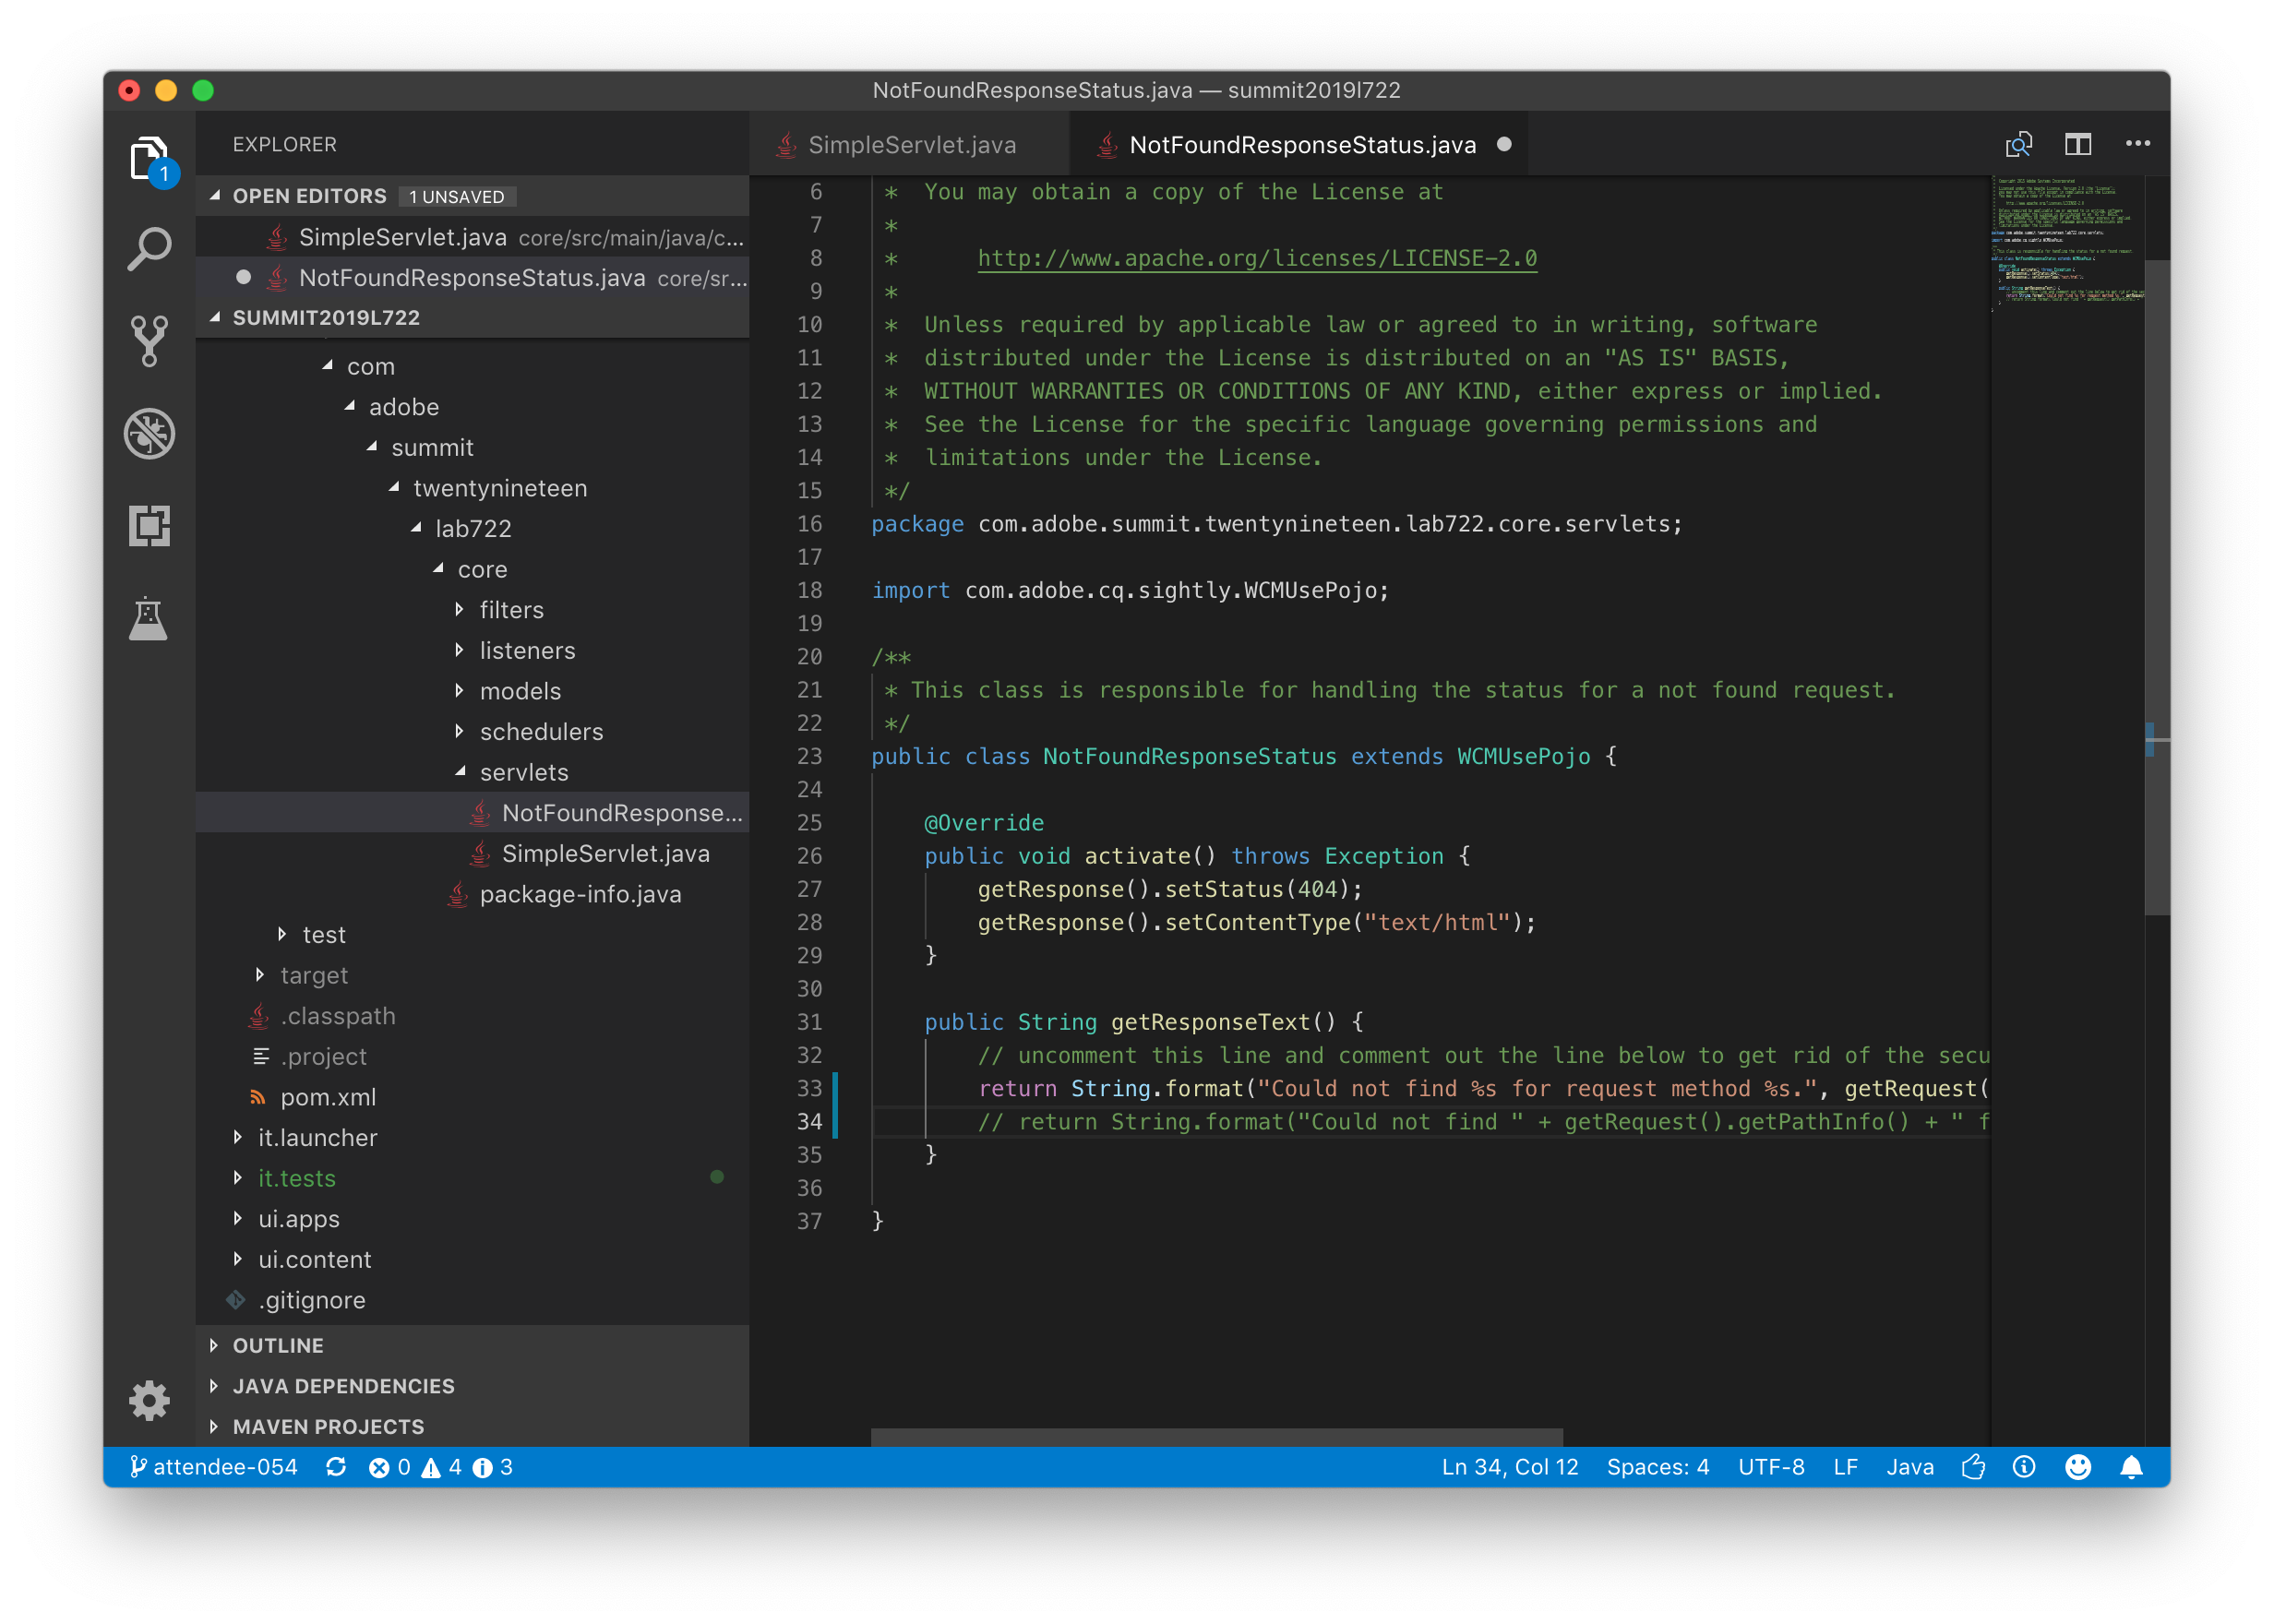 NotFoundResponseStatus.java — summit2019l722
EXPLORER
OPEN EDITORS 1 UNSAVED
SimpleServlet.java core/src/main/java/c...
NotFoundResponseStatus.java core/sr...
SUMMIT2019L722
com
adobe
summit
twentynineteen
lab722
core
filters
listeners
models
schedulers
servlets
NotFoundResponse...
SimpleServlet.java
package-info.java
test
target
.classpath
.project
pom.xml
it.launcher
it.tests
ui.apps
ui.content
.gitignore
OUTLINE
JAVA DEPENDENCIES
MAVEN PROJECTS
1
SimpleServlet.java NotFoundResponseStatus.java
6 * You may obtain a copy of the License at
7 *
8 * http://www.apache.org/licenses/LICENSE-2.0
9 *
10 * Unless required by applicable law or agreed to in writing, software
11 * distributed under the License is distributed on an "AS IS" BASIS,
12 * WITHOUT WARRANTIES OR CONDITIONS OF ANY KIND, either express or implied.
13 * See the License for the specific language governing permissions and
14 * limitations under the License.
15 */
16 package com.adobe.summit.twentynineteen.lab722.core.servlets;
17
18 import com.adobe.cq.sightly.WCMUsePojo;
19
20 /**
21 * This class is responsible for handling the status for a not found request.
22 */
23 public class NotFoundResponseStatus extends WCMUsePojo {
24
25 @Override
26 public void activate() throws Exception {
27 getResponse().setStatus(404);
28 getResponse().setContentType("text/html");
29 }
30
31 public String getResponseText() {
32 // uncomment this line and comment out the line below to get rid of the secu
33 return String.format("Could not find %s for request method %s.", getRequest(
34 // return String.format("Could not find " + getRequest().getPathInfo() + " f
35 }
36
37 }
attendee-054 0 4 3 Ln 34, Col 12 Spaces: 4 UTF-8 LF Java